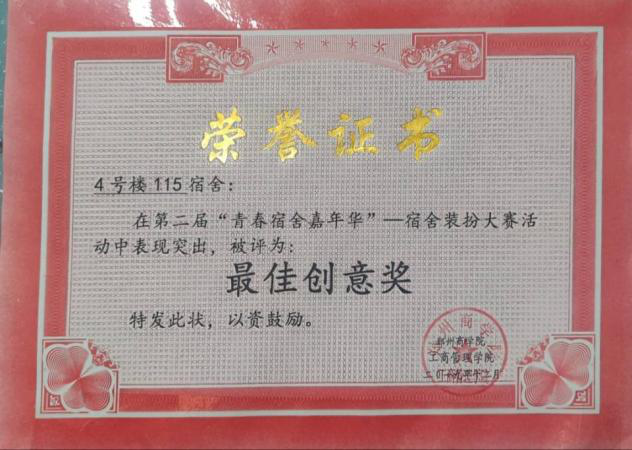 荣誉证书
4号楼115宿舍：
在第二届“青春宿舍嘉年华”—宿舍装扮大赛活
动中表现突出，被评为：
最佳创意奖
特发此状，以资鼓励。
郑州商学院
工商管理学院